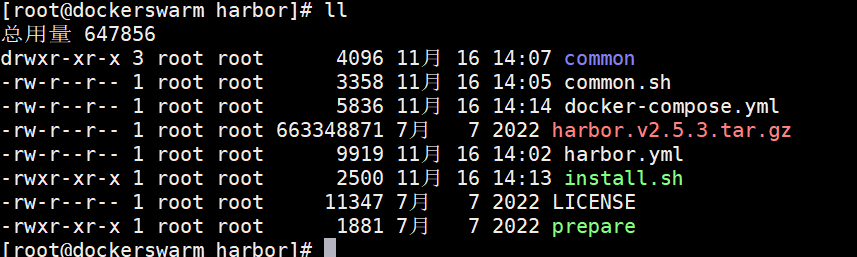 [root@dockerswarm harbor]# ll
总用量 647856
drwxr-xr-x 3 root root      4096 11月 16 14:07 common
-rw-r--r-- 1 root root      3358 11月 16 14:05 common.sh
-rw-r--r-- 1 root root      5836 11月 16 14:14 docker-compose.yml
-rw-r--r-- 1 root root 663348871 7月   7 2022 harbor.v2.5.3.tar.gz
-rw-r--r-- 1 root root      9919 11月 16 14:02 harbor.yml
-rwxr-xr-x 1 root root      2500 11月 16 14:13 install.sh
-rw-r--r-- 1 root root     11347 7月   7 2022 LICENSE
-rwxr-xr-x 1 root root      1881 7月   7 2022 prepare
[root@dockerswarm harbor]#